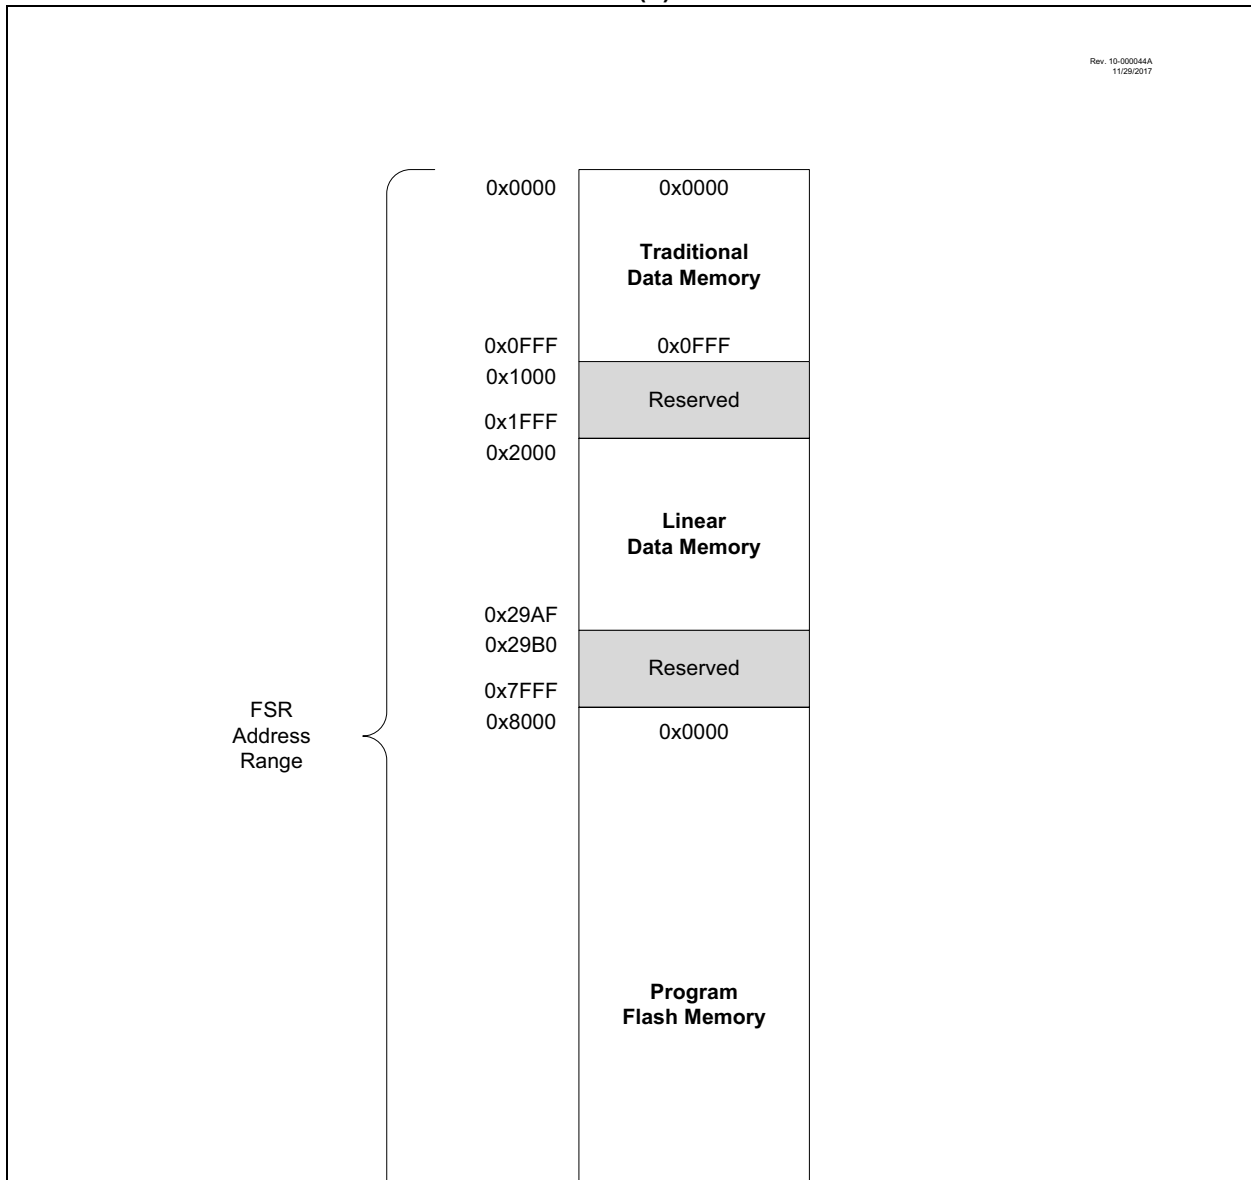 Rev. 10-000044A
11/29/2017
0x0000 0x0000
Traditional
Data Memory
0x0FFF 0x0FFF
0x1000
Reserved
0x1FFF
0x2000
Linear
Data Memory
0x29AF
0x29B0
Reserved
0x7FFF
0x8000 0x0000
FSR
Address
Range
Program
Flash Memory